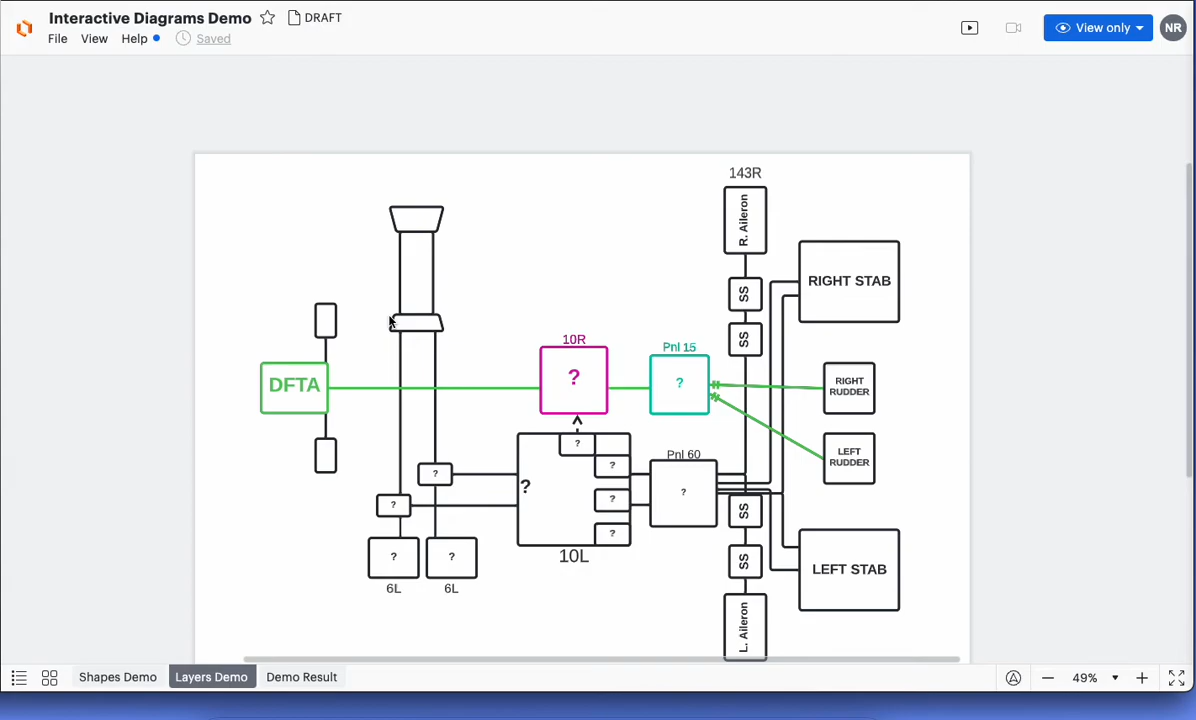 Interactive Diagrams Demo
DRAFT
File View Help Saved
View only
NR
143R
R. Aileron
RIGHT STAB
SS
SS
10R
?
Pnl 15
?
DFTA
RIGHT
RUDDER
LEFT
RUDDER
?
?
?
?
?
?
?
10L
Pnl 60
?
SS
SS
?
6L
?
6L
LEFT STAB
L. Aileron
Shapes Demo
Layers Demo
Demo Result
49%